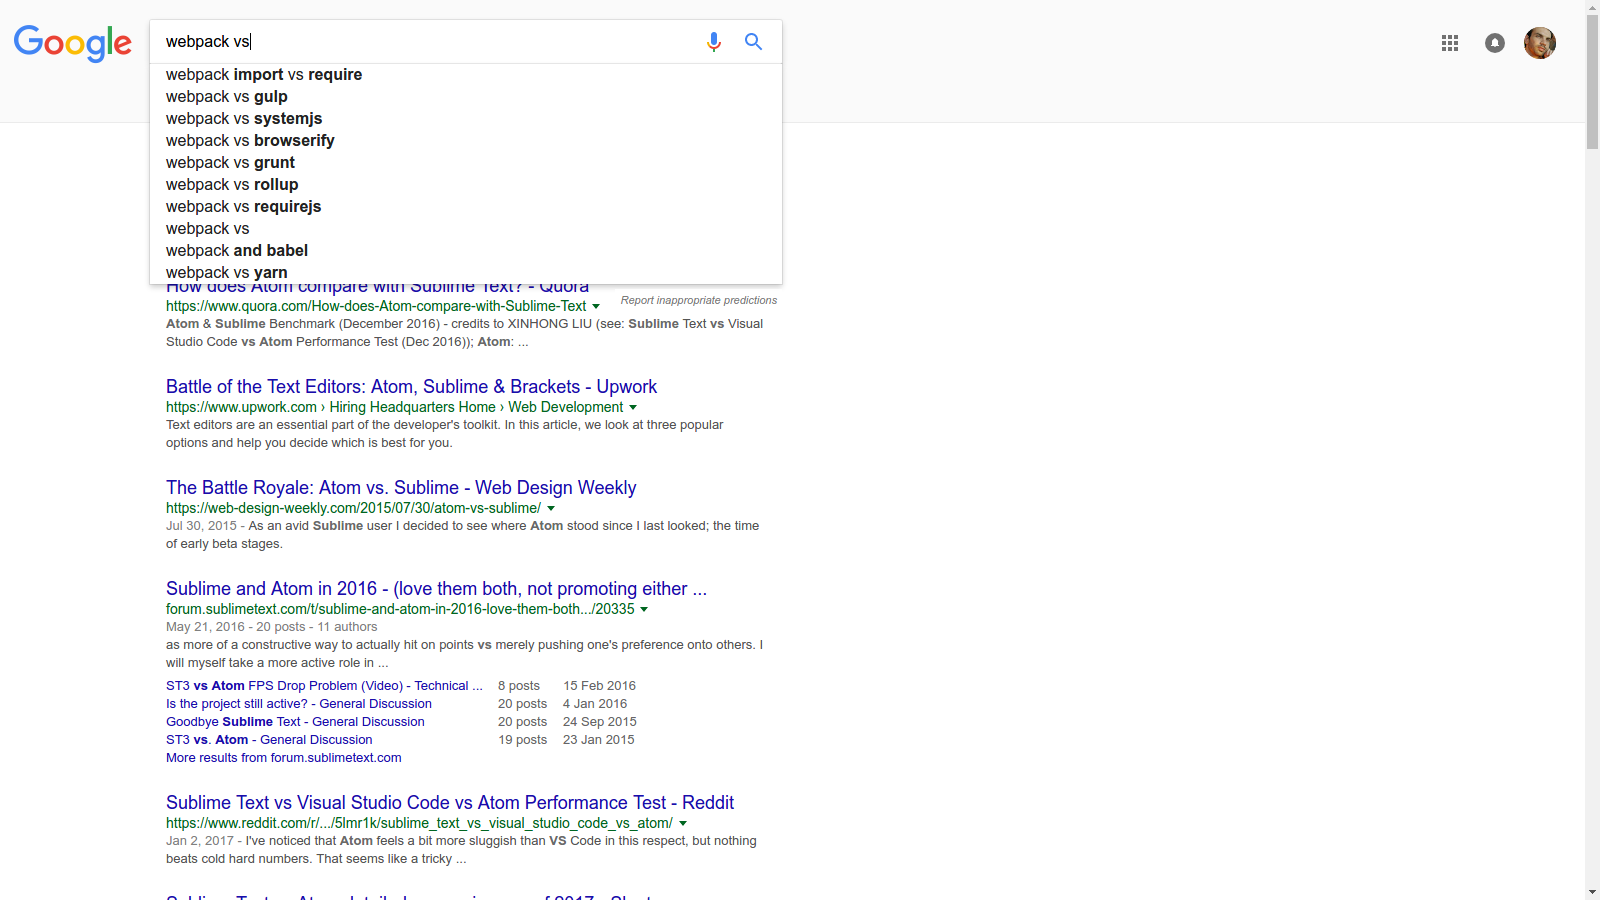 Google
webpack vs
webpack import vs require
webpack vs gulp
webpack vs systemjs
webpack vs browserify
webpack vs grunt
webpack vs rollup
webpack vs requirejs
webpack vs
webpack and babel
webpack vs yarn
How does Atom compare with Sublime Text? - Quora
Report inappropriate predictions
https://www.quora.com/How-does-Atom-compare-with-Sublime-Text
Atom & Sublime Benchmark (December 2016) - credits to XINHONG LIU (see: Sublime Text vs Visual
Studio Code vs Atom Performance Test (Dec 2016)); Atom: ...
Battle of the Text Editors: Atom, Sublime & Brackets - Upwork
https://www.upwork.com › Hiring Headquarters Home › Web Development
Text editors are an essential part of the developer's toolkit. In this article, we look at three popular
options and help you decide which is best for you.
The Battle Royale: Atom vs. Sublime - Web Design Weekly
https://web-design-weekly.com/2015/07/30/atom-vs-sublime/
Jul 30, 2015 - As an avid Sublime user I decided to see where Atom stood since I last looked; the time
of early beta stages.
Sublime and Atom in 2016 - (love them both, not promoting either ...
forum.sublimetext.com/t/sublime-and-atom-in-2016-love-them-both.../20335
May 21, 2016 - 20 posts - 11 authors
as more of a constructive way to actually hit on points vs merely pushing one's preference onto others. I
will myself take a more active role in ...
ST3 vs Atom FPS Drop Problem (Video) - Technical ... 8 posts 15 Feb 2016
Is the project still active? - General Discussion 20 posts 4 Jan 2016
Goodbye Sublime Text - General Discussion 20 posts 24 Sep 2015
ST3 vs. Atom - General Discussion 19 posts 23 Jan 2015
More results from forum.sublimetext.com
Sublime Text vs Visual Studio Code vs Atom Performance Test - Reddit
https://www.reddit.com/r/.../5lmr1k/sublime_text_vs_visual_studio_code_vs_atom/
Jan 2, 2017 - I've noticed that Atom feels a bit more sluggish than VS Code in this respect, but nothing
beats cold hard numbers. That seems like a tricky ...